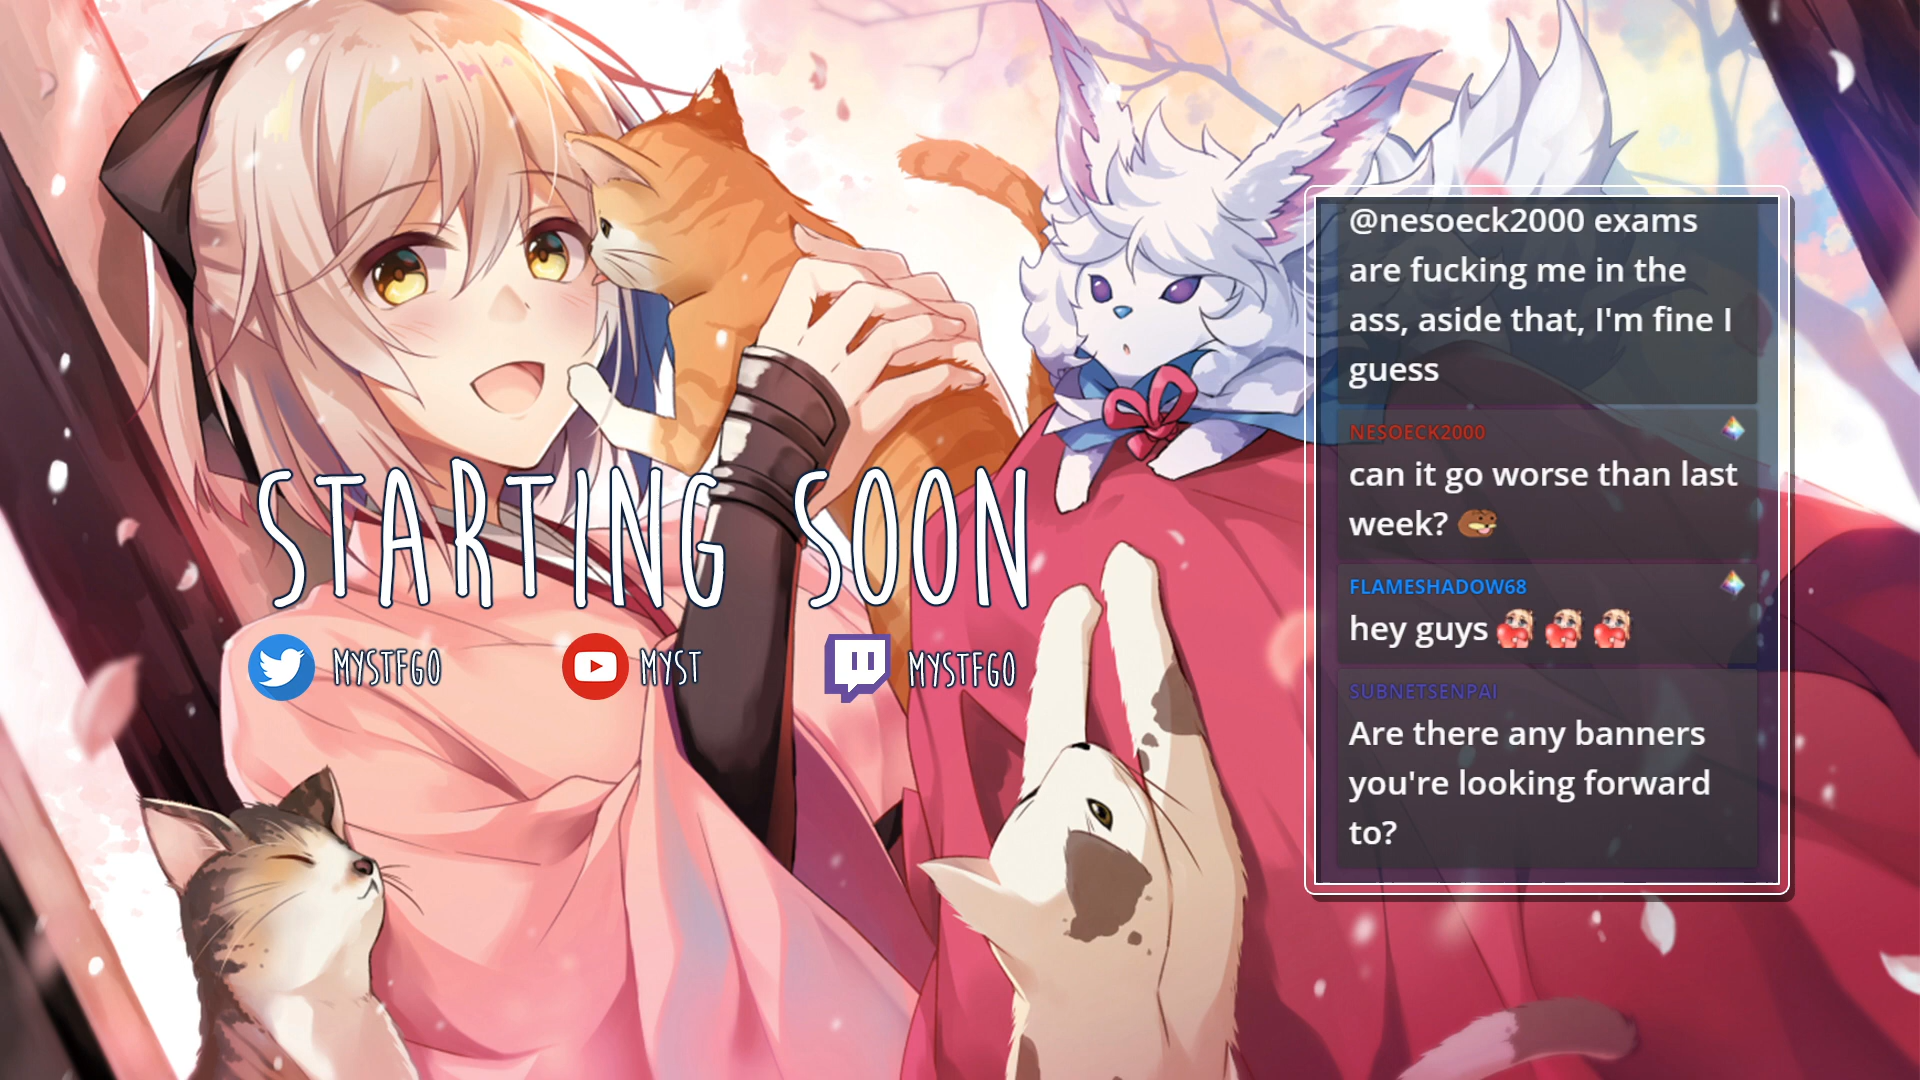 STARTING SOON
MYSTFGO
MYST
MYSTFGO
@nesoeck2000 exams
are fucking me in the
ass, aside that, I'm fine I
guess
NESOECK2000
can it go worse than last
week?
FLAMESHADOW68
hey guys
SUBNETSENPAI
Are there any banners
you're looking forward
to?